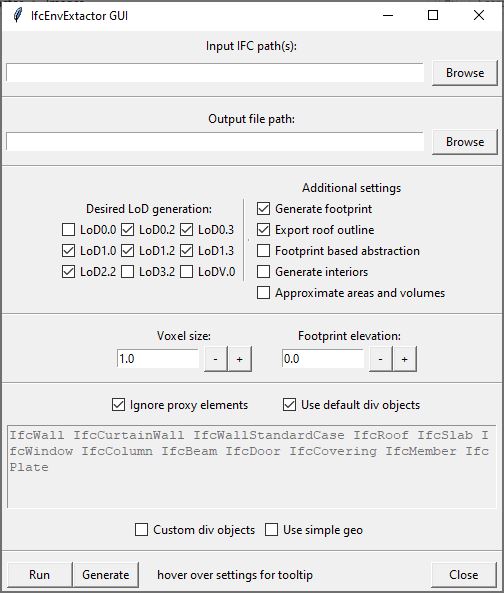 IfcEnvExtactor GUI
Input IFC path(s):
Browse
Output file path:
Browse
Additional settings
Desired LoD generation:
Generate footprint
LoD0.0 LoD0.2 LoD0.3
Export roof outline
LoD1.0 LoD1.2 LoD1.3
Footprint based abstraction
LoD2.2 LoD3.2 LoDV.0
Generate interiors
Approximate areas and volumes
Voxel size: Footprint elevation:
1.0 - + 0.0 - +
Ignore proxy elements Use default div objects
IfcWall IfcCurtainWall IfcWallStandardCase IfcRoof IfcSlab I
fcWindow IfcColumn IfcBeam IfcDoor IfcCovering IfcMember Ifc
Plate
Custom div objects Use simple geo
Run Generate hover over settings for tooltip Close